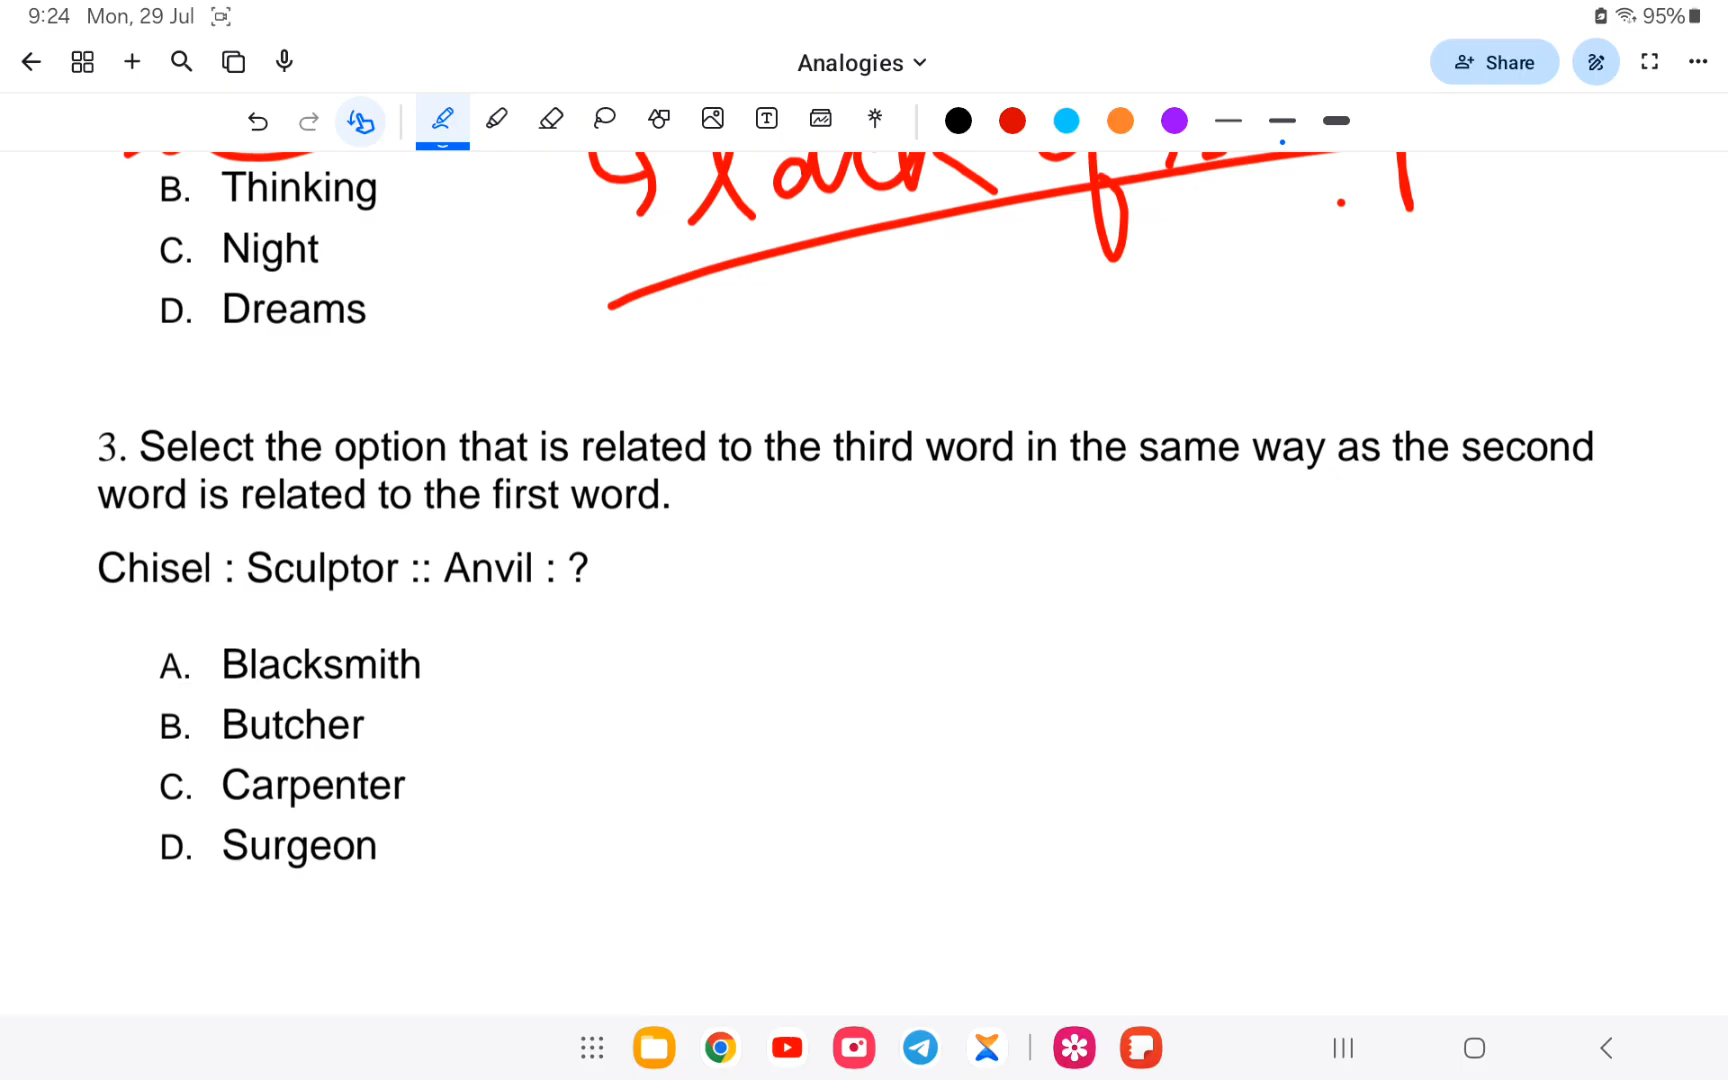 9:24 Mon, 29 Jul 95%
Analogies
Share
lack of
B. Thinking
C. Night
D. Dreams
3. Select the option that is related to the third word in the same way as the second
word is related to the first word.
Chisel : Sculptor :: Anvil : ?
A. Blacksmith
B. Butcher
C. Carpenter
D. Surgeon